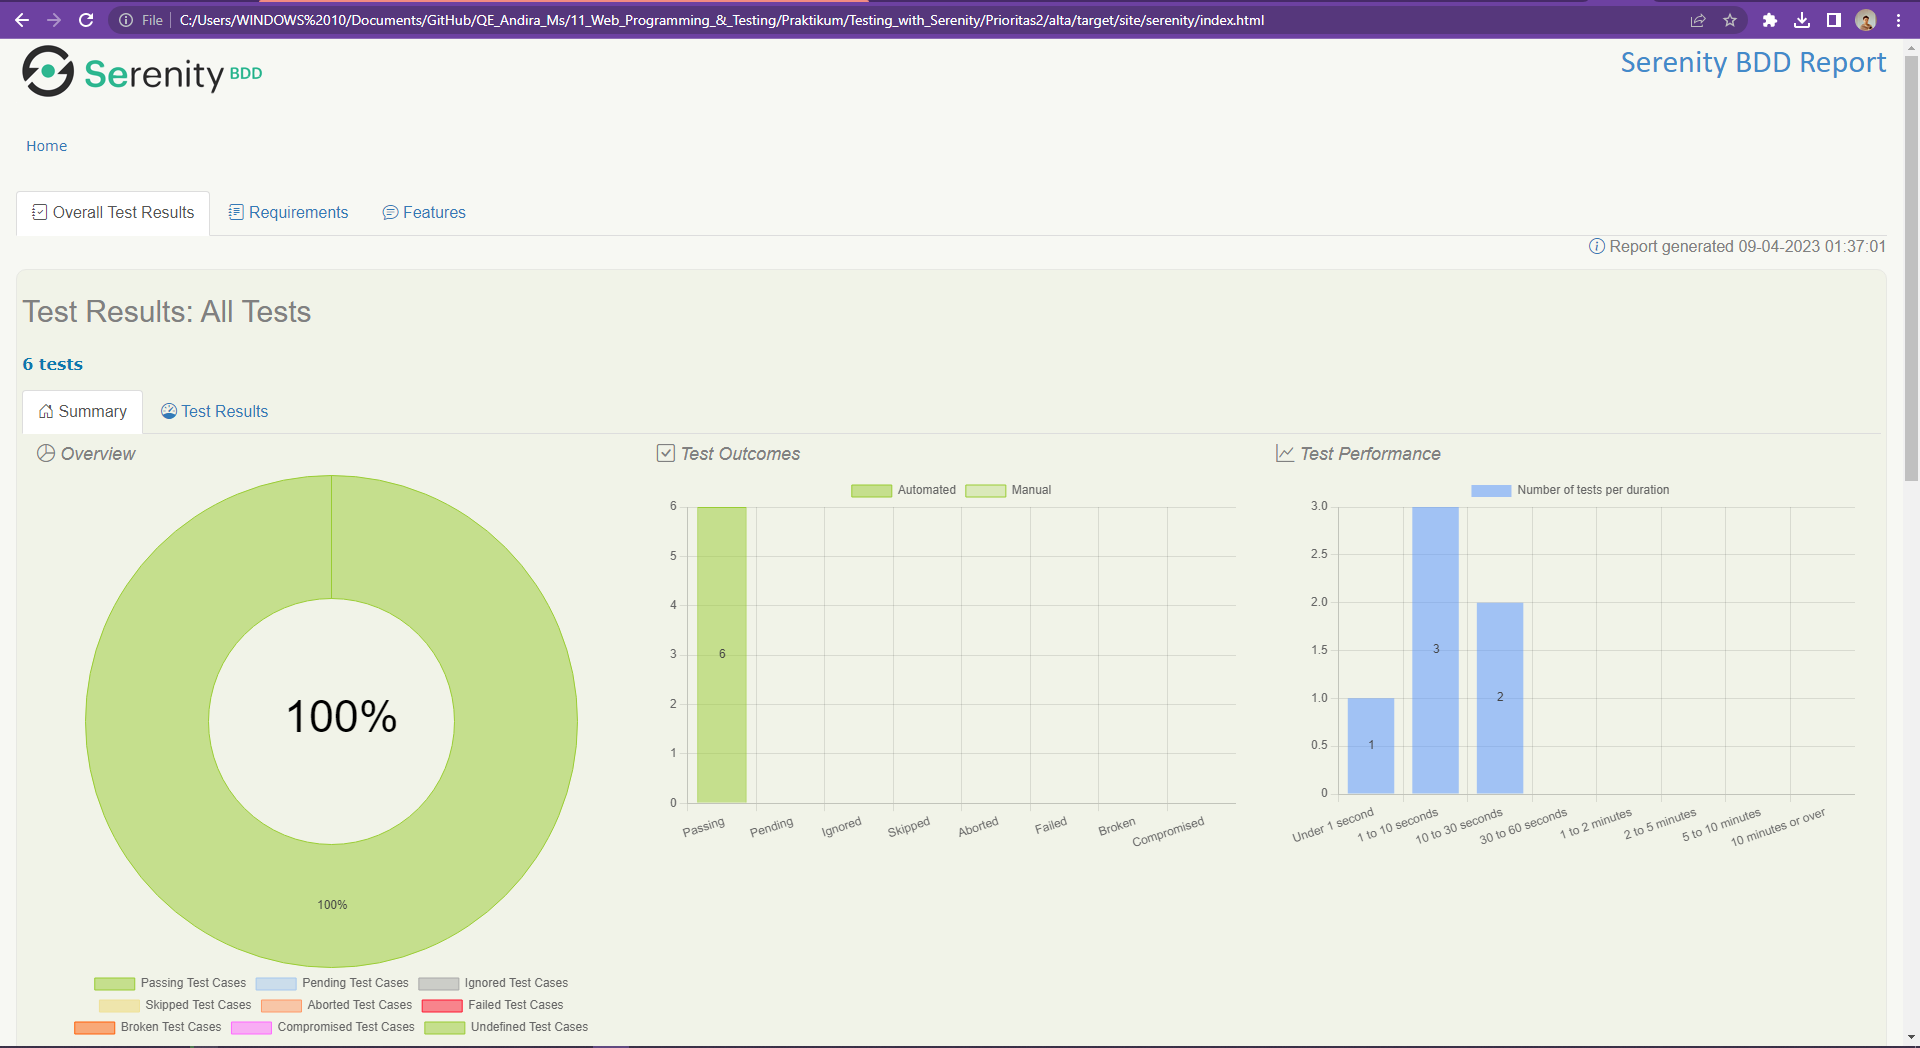 File C:/Users/WINDOWS%2010/Documents/GitHub/QE_Andira_Ms/11_Web_Programming_&_Testing/Praktikum/Testing_with_Serenity/Prioritas2/alta/target/site/serenity/index.html
Serenity BDD
Serenity BDD Report
Home
Overall Test Results Requirements Features
Report generated 09-04-2023 01:37:01
Test Results: All Tests
6 tests
Summary Test Results
Overview
100%
100%
Passing Test Cases Pending Test Cases Ignored Test Cases
Skipped Test Cases Aborted Test Cases Failed Test Cases
Broken Test Cases Compromised Test Cases Undefined Test Cases
Test Outcomes
Automated Manual
6
5
4
3
2
1
0
6
Passing Pending Ignored Skipped Aborted Failed Broken Compromised
Test Performance
Number of tests per duration
3.0
2.5
2.0
1.5
1.0
0.5
0
1 3 2
Under 1 second 1 to 10 seconds 10 to 30 seconds 30 to 60 seconds 1 to 2 minutes 2 to 5 minutes 5 to 10 minutes 10 minutes or over